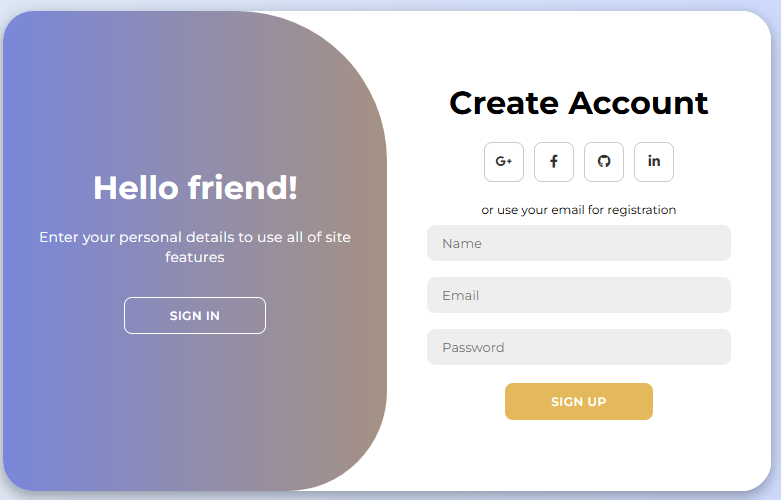 Hello friend!
Enter your personal details to use all of site
features
SIGN IN
Create Account
G+
f
in
or use your email for registration
Name
Email
Password
SIGN UP